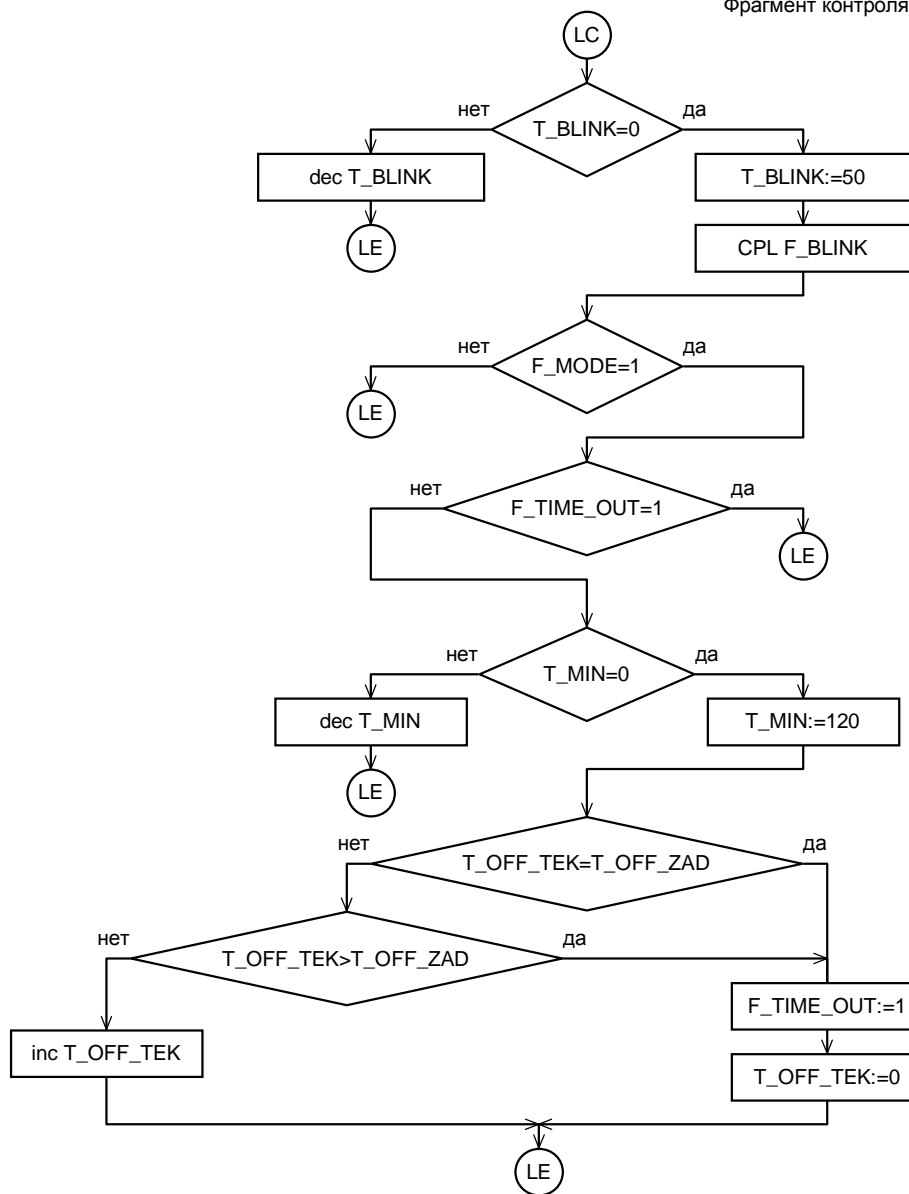 Фрагмент контроля
LC
нет
да
T_BLINK=0
dec T_BLINK
T_BLINK:=50
LE
CPL F_BLINK
нет
да
F_MODE=1
LE
нет
да
F_TIME_OUT=1
LE
нет
да
T_MIN=0
dec T_MIN
T_MIN:=120
LE
нет
да
T_OFF_TEK=T_OFF_ZAD
нет
да
T_OFF_TEK>T_OFF_ZAD
F_TIME_OUT:=1
inc T_OFF_TEK
T_OFF_TEK:=0
LE